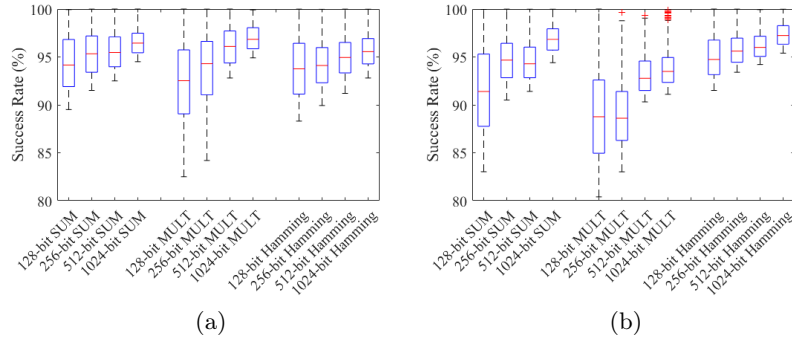 100
95
90
85
80
Success Rate (%)
128-bit SUM
256-bit SUM
512-bit SUM
1024-bit SUM
128-bit MULT
256-bit MULT
512-bit MULT
1024-bit MULT
128-bit Hamming
256-bit Hamming
512-bit Hamming
1024-bit Hamming
(a)
100
95
90
85
80
Success Rate (%)
128-bit SUM
256-bit SUM
512-bit SUM
1024-bit SUM
128-bit MULT
256-bit MULT
512-bit MULT
1024-bit MULT
128-bit Hamming
256-bit Hamming
512-bit Hamming
1024-bit Hamming
(b)